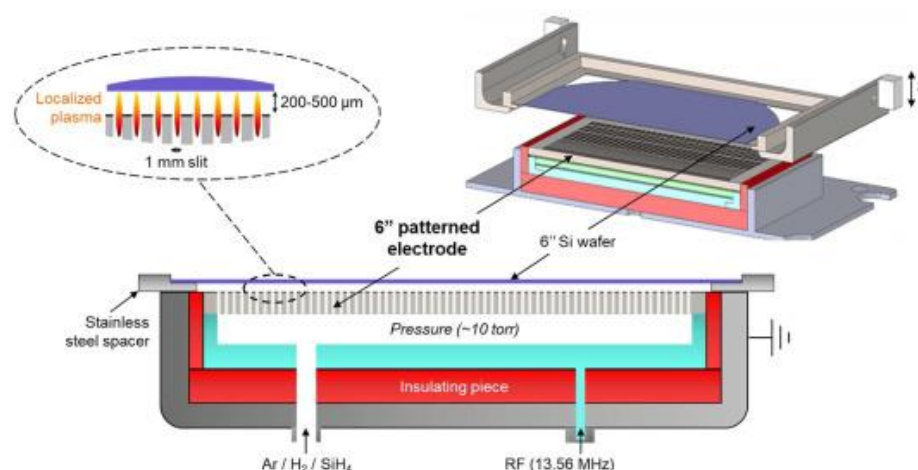 Localized
plasma
200-500 µm
1 mm slit
6” patterned
electrode
6” Si wafer
Stainless
steel spacer
Pressure (~10 torr)
Insulating piece
Ar / H2 / SiH4
RF (13.56 MHz)